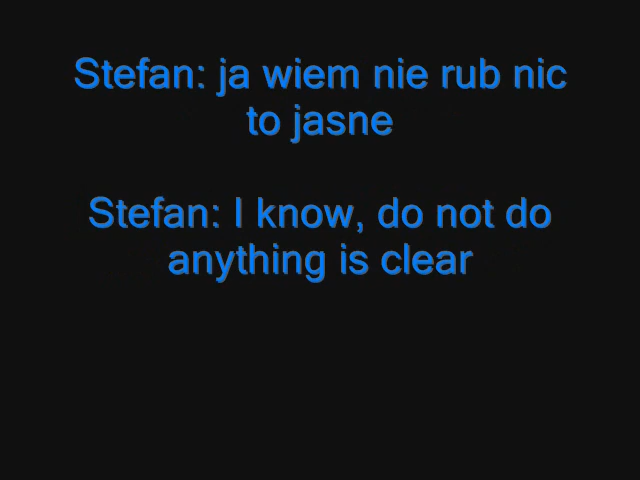 Stefan: ja wiem nie rub nic
to jasne
Stefan: I know, do not do
anything is clear